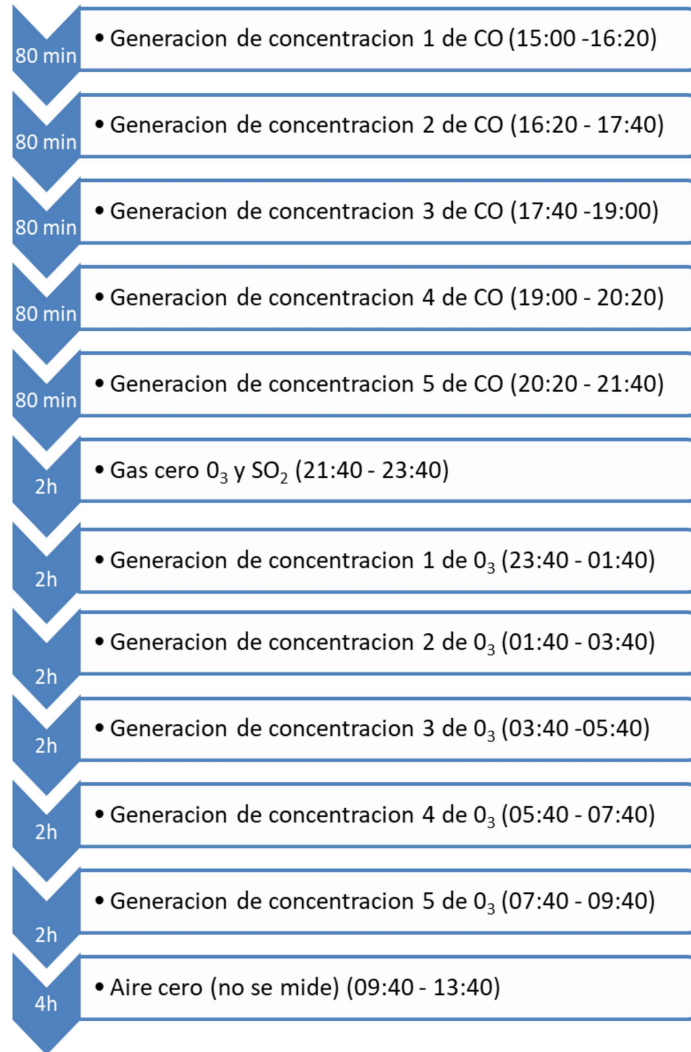 80 min
• Generacion de concentracion 1 de CO (15:00 -16:20)
80 min
• Generacion de concentracion 2 de CO (16:20 - 17:40)
80 min
• Generacion de concentracion 3 de CO (17:40 -19:00)
80 min
• Generacion de concentracion 4 de CO (19:00 - 20:20)
80 min
• Generacion de concentracion 5 de CO (20:20 - 21:40)
2h
• Gas cero 0₃ y SO₂ (21:40 - 23:40)
2h
• Generacion de concentracion 1 de 0₃ (23:40 - 01:40)
2h
• Generacion de concentracion 2 de 0₃ (01:40 - 03:40)
2h
• Generacion de concentracion 3 de 0₃ (03:40 -05:40)
2h
• Generacion de concentracion 4 de 0₃ (05:40 - 07:40)
2h
• Generacion de concentracion 5 de 0₃ (07:40 - 09:40)
4h
• Aire cero (no se mide) (09:40 - 13:40)